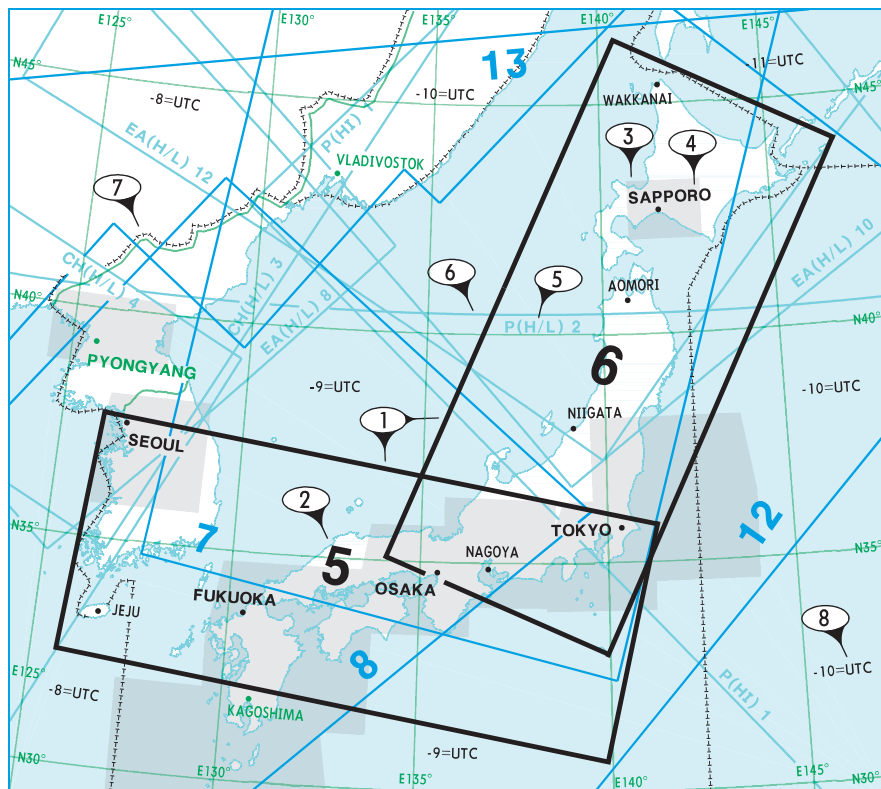 E125°
E130°
E135°
E140°
E145°
N45°
13
-11=UTC
-8=UTC
-10=UTC
WAKKANAI
N45°
P(HI) 1
EA(H/L) 12
3
4
VLADIVOSTOK
7
SAPPORO
CH(H/L) 4
CH(H/L) 3
EA(H/L) 8
6
5
AOMORI
EA(H/L) 10
N40°
P(H/L) 2
N40°
PYONGYANG
6
-9=UTC
-10=UTC
1
NIIGATA
SEOUL
2
12
N35°
7
5
TOKYO
NAGOYA
N35°
OSAKA
FUKUOKA
JEJU
8
8
E125°
-8=UTC
P(HI) 1
-10=UTC
KAGOSHIMA
-9=UTC
N30°
E130°
E135°
E140°
E145°
N30°